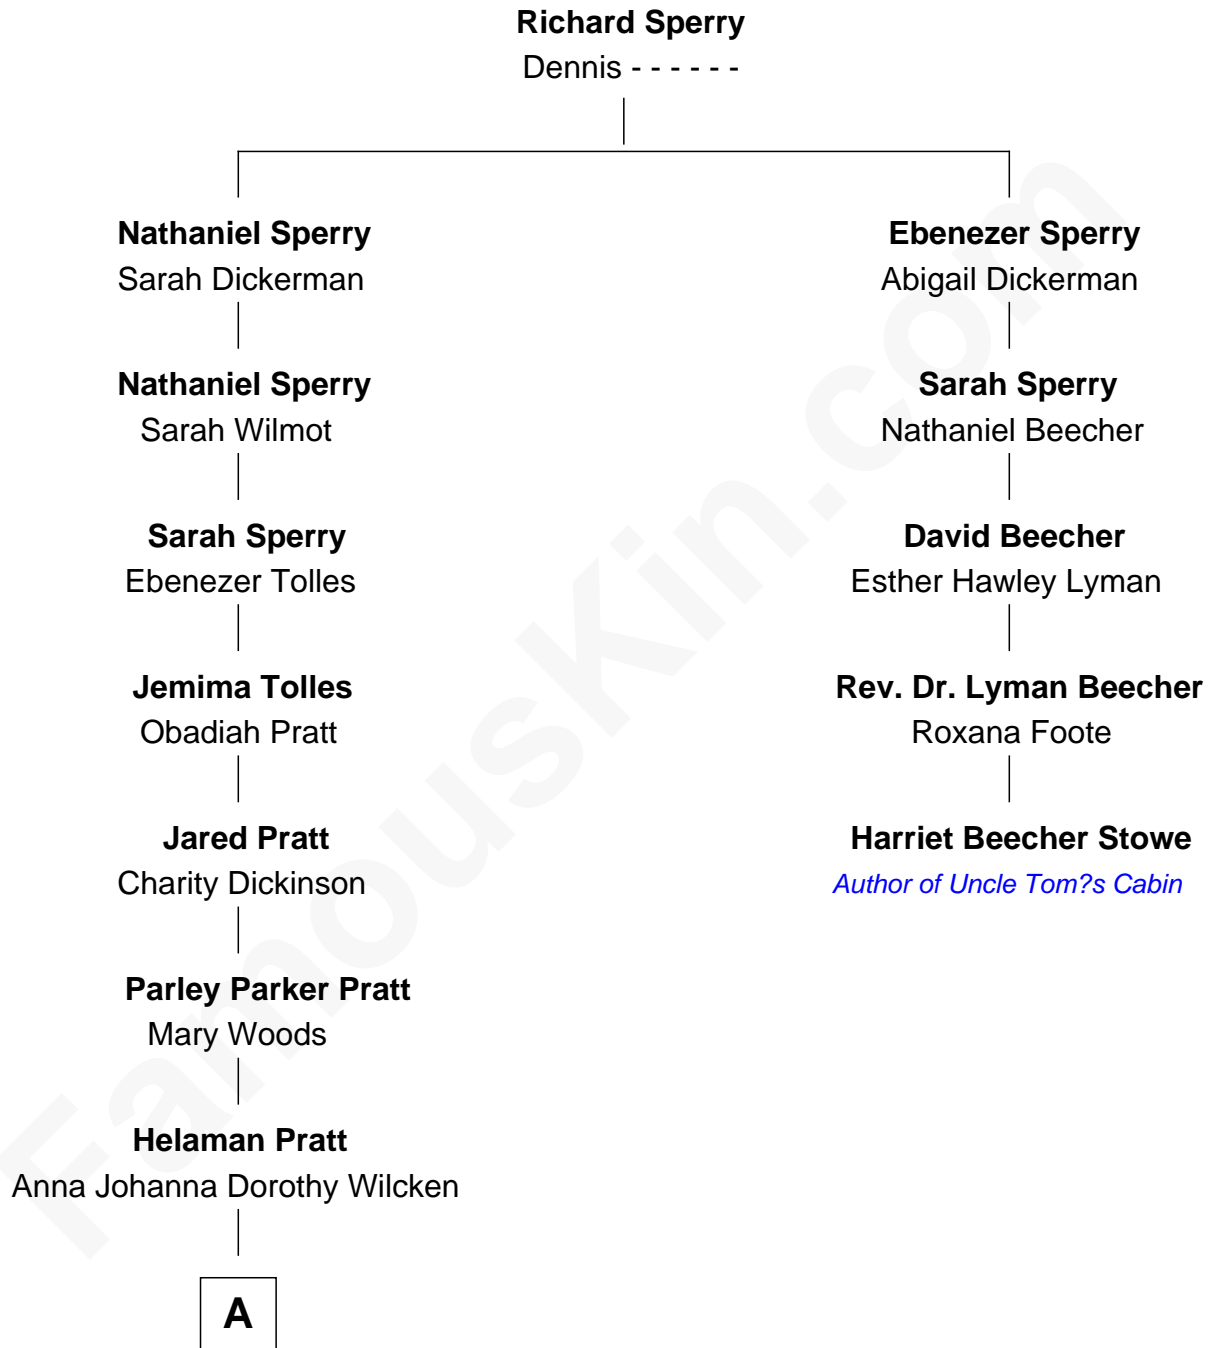 Richard Sperry
Dennis - - - - - -
Nathaniel Sperry
Sarah Dickerman
Nathaniel Sperry
Sarah Wilmot
Sarah Sperry
Ebenezer Tolles
Jemima Tolles
Obadiah Pratt
Jared Pratt
Charity Dickinson
Parley Parker Pratt
Mary Woods
Helaman Pratt
Anna Johanna Dorothy Wilcken
A
Ebenezer Sperry
Abigail Dickerman
Sarah Sperry
Nathaniel Beecher
David Beecher
Esther Hawley Lyman
Rev. Dr. Lyman Beecher
Roxana Foote
Harriet Beecher Stowe
Author of Uncle Tom?s Cabin
FamousKin.com